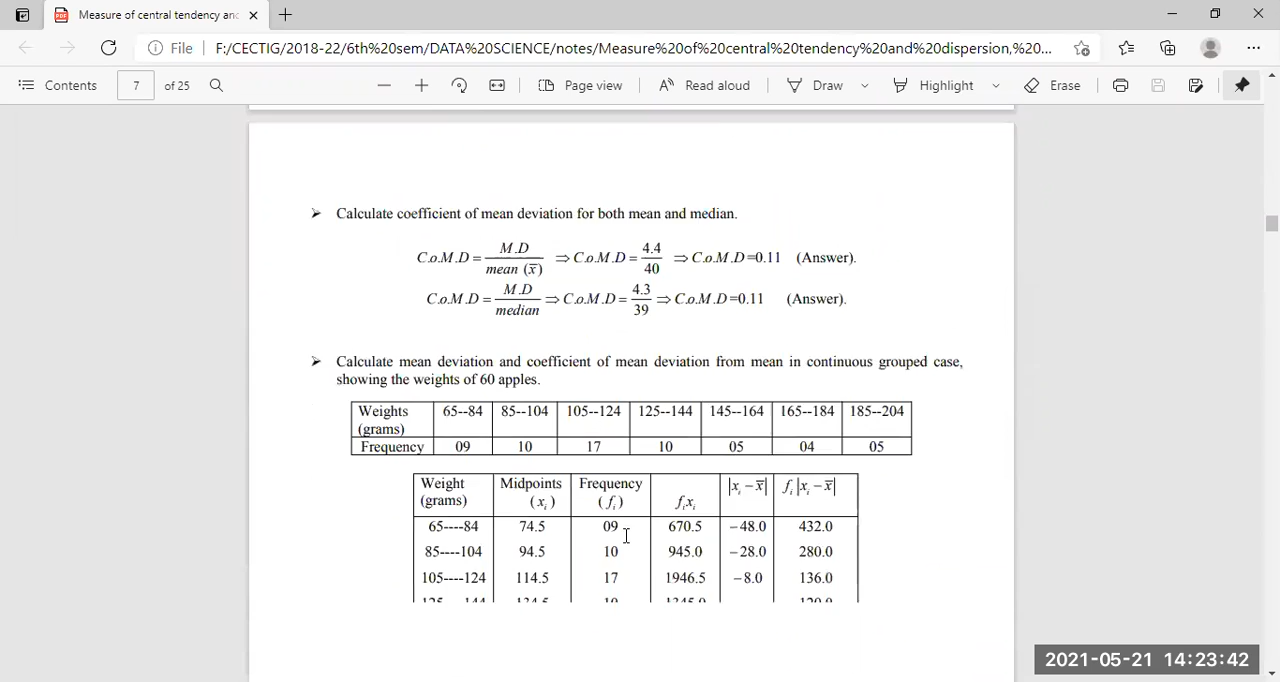 Measure of central tendency and
File F:/CECTIG/2018-22/6th%20sem/DATA%20SCIENCE/notes/Measure%20of%20central%20tendency%20and%20dispersion,%20...
Contents 7 of 25 Page view Read aloud Draw Highlight Erase
➢ Calculate coefficient of mean deviation for both mean and median.
C.o.M.D = M.D / mean (x̄) ⇒ C.o.M.D = 4.4 / 40 ⇒ C.o.M.D=0.11 (Answer).
C.o.M.D = M.D / median ⇒ C.o.M.D = 4.3 / 39 ⇒ C.o.M.D=0.11 (Answer).
➢ Calculate mean deviation and coefficient of mean deviation from mean in continuous grouped case,
showing the weights of 60 apples.
Weights (grams) 65--84 85--104 105--124 125--144 145--164 165--184 185--204
Frequency 09 10 17 10 05 04 05
Weight (grams) Midpoints (xᵢ) Frequency (fᵢ) fᵢxᵢ |xᵢ − x̄| fᵢ|xᵢ − x̄|
65----84 74.5 09 670.5 −48.0 432.0
85----104 94.5 10 945.0 −28.0 280.0
105----124 114.5 17 1946.5 −8.0 136.0
2021-05-21 14:23:42